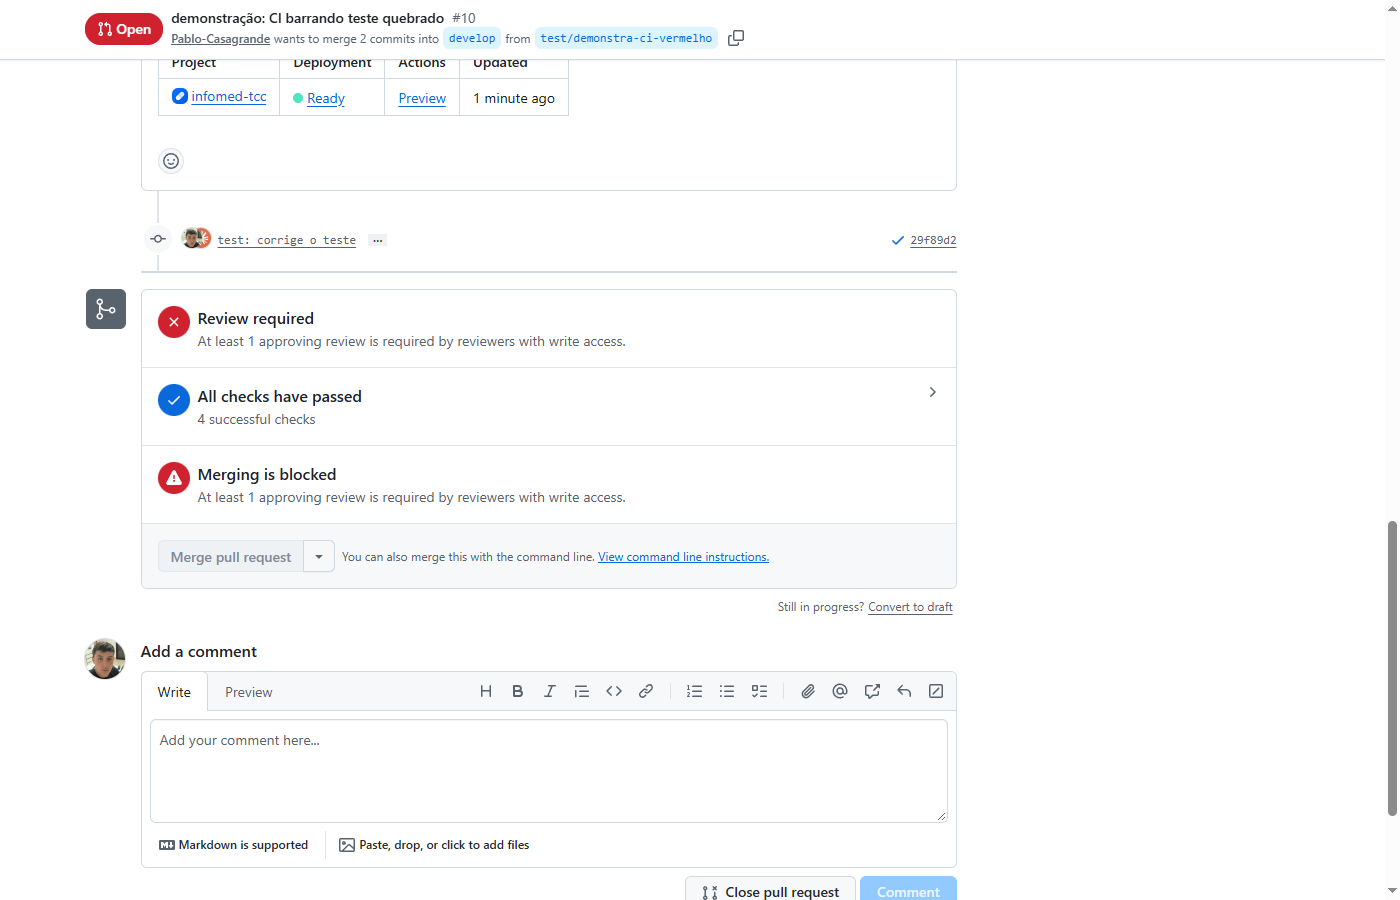 Open
demonstração: CI barrando teste quebrado #10
Pablo-Casagrande wants to merge 2 commits into develop from test/demonstra-ci-vermelho
Project Deployment Actions Updated
infomed-tcc Ready Preview 1 minute ago
test: corrige o teste ... 29f89d2
Review required
At least 1 approving review is required by reviewers with write access.
All checks have passed
4 successful checks
Merging is blocked
At least 1 approving review is required by reviewers with write access.
Merge pull request You can also merge this with the command line. View command line instructions.
Still in progress? Convert to draft
Add a comment
Write Preview
Add your comment here...
Markdown is supported Paste, drop, or click to add files
Close pull request Comment